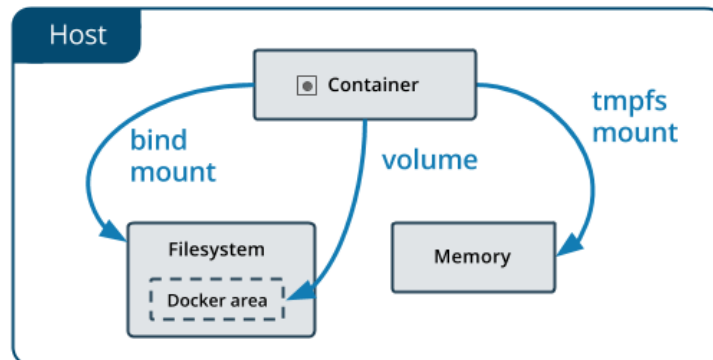 Host
Container
bind
mount
volume
tmpfs
mount
Filesystem
Docker area
Memory